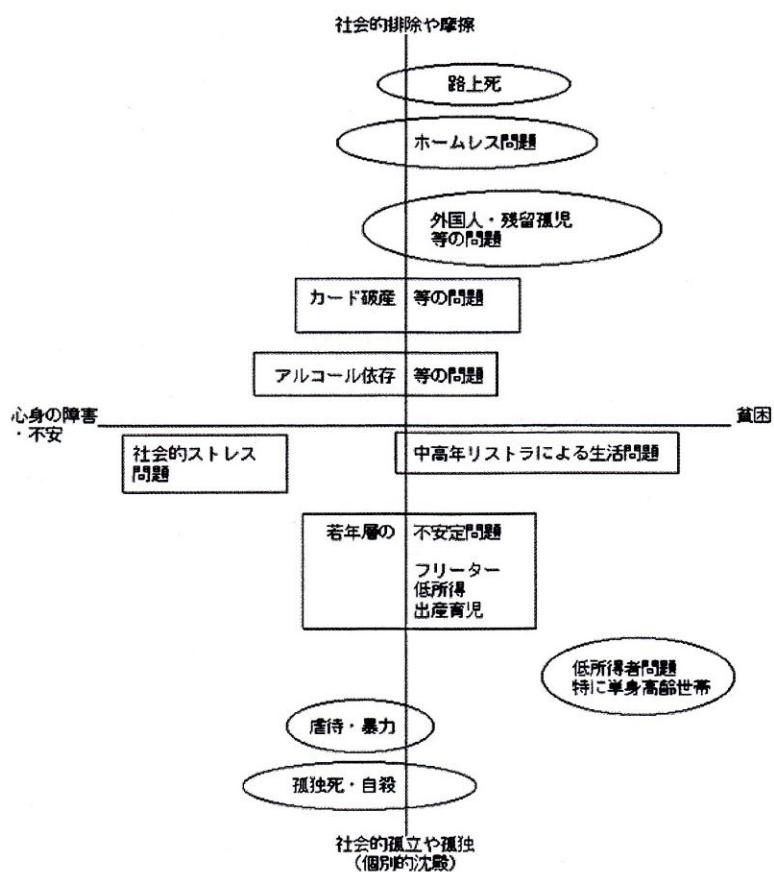 社会的排除や摩擦
路上死
ホームレス問題
外国人・残留孤児
等の問題
カード破産 等の問題
アルコール依存 等の問題
心身の障害
・不安
貧困
社会的ストレス
問題
中高年リストラによる生活問題
若年層の 不安定問題
フリーター
低所得
出産育児
低所得者問題
特に単身高齢世帯
虐待・暴力
孤独死・自殺
社会的孤立や孤独
（個別的沈殿）